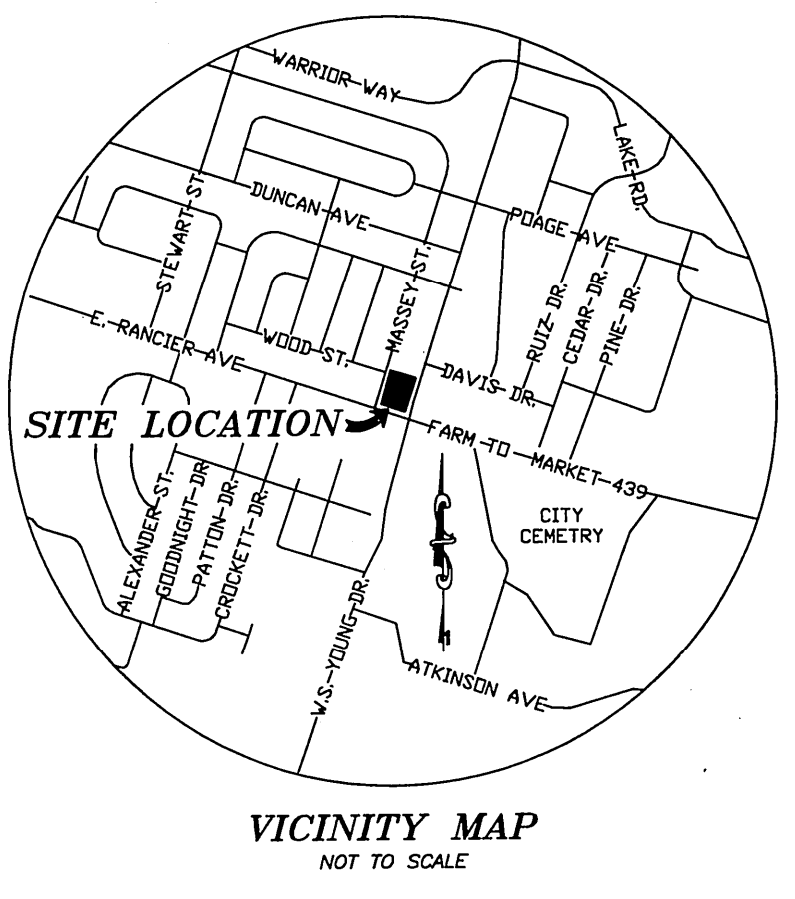 WARRIOR WAY
LAKE RD.
STEWART ST.
DUNCAN AVE
POAGE AVE
MASSEY ST.
RUIZ DR.
CEDAR DR.
PINE DR.
E. RANCIER AVE
WOOD ST.
DAVIS DR.
SITE LOCATION
FARM TO MARKET 439
CITY
CEMETRY
ALEXANDER ST.
GOODNIGHT DR.
PATTON DR.
CROCKETT DR.
W.S. YOUNG DR.
ATKINSON AVE
VICINITY MAP
NOT TO SCALE